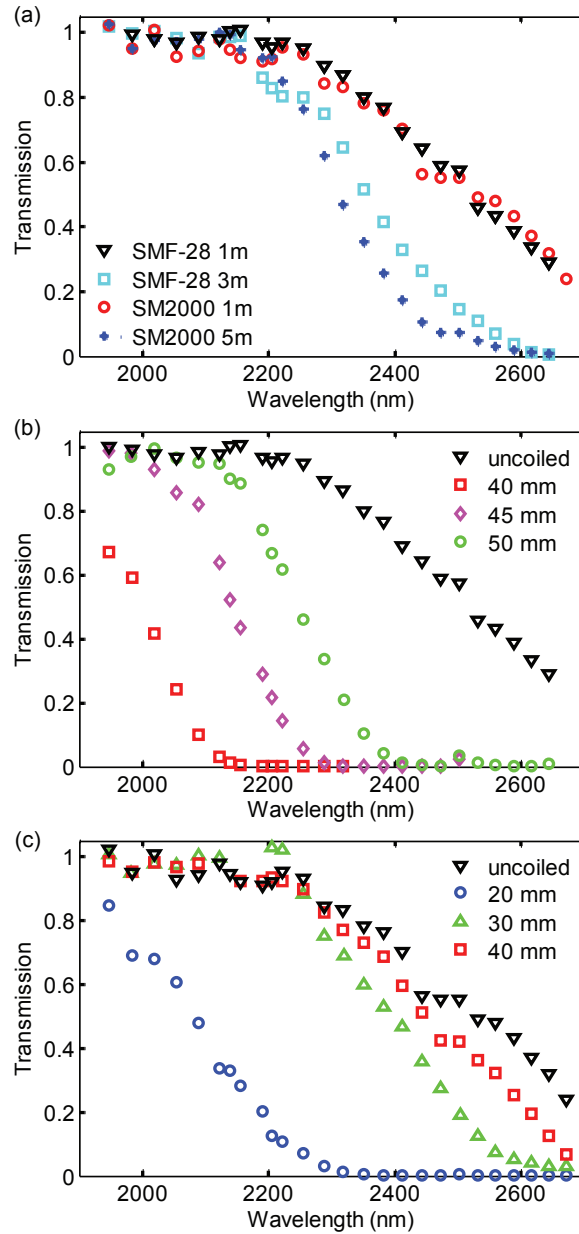 (a)
1
0.8
0.6
0.4
0.2
0
Transmission
SMF-28 1m
SMF-28 3m
SM2000 1m
SM2000 5m
2000 2200 2400 2600
Wavelength (nm)
(b)
1
0.8
0.6
0.4
0.2
0
Transmission
uncoiled
40 mm
45 mm
50 mm
2000 2200 2400 2600
Wavelength (nm)
(c)
1
0.8
0.6
0.4
0.2
0
Transmission
uncoiled
20 mm
30 mm
40 mm
2000 2200 2400 2600
Wavelength (nm)